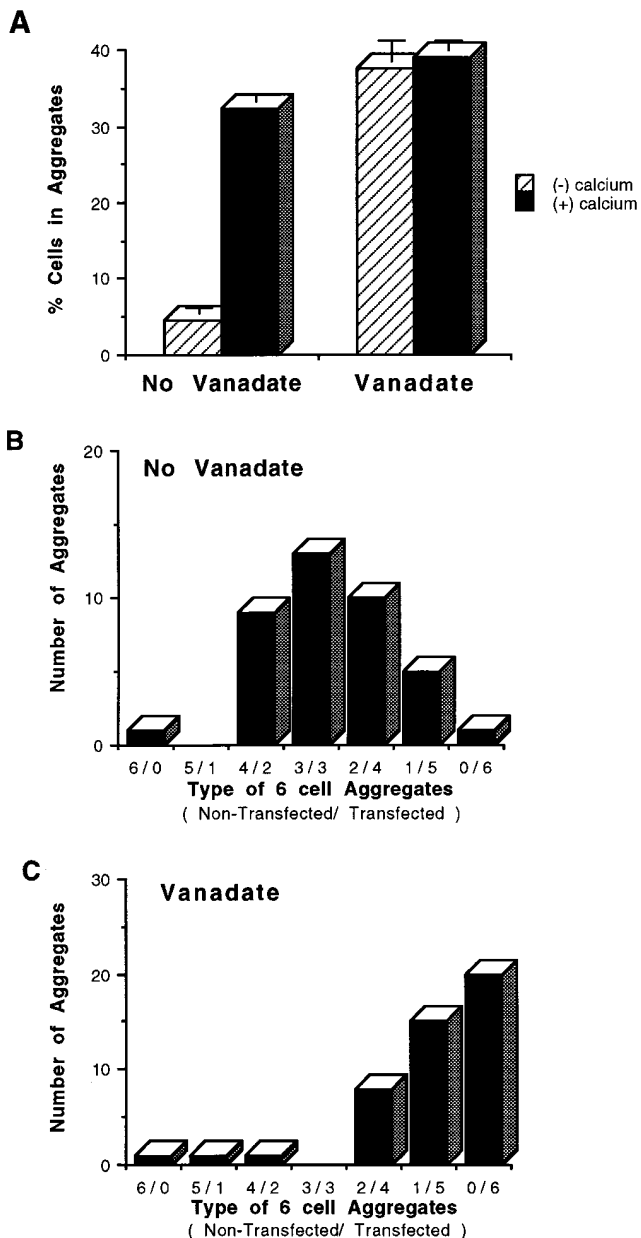 A
% Cells in Aggregates
40
30
20
10
0
No Vanadate
Vanadate
(-) calcium
(+) calcium
B
No Vanadate
Number of Aggregates
20
10
0
6/0 5/1 4/2 3/3 2/4 1/5 0/6
Type of 6 cell Aggregates
( Non-Transfected/ Transfected )
C
Vanadate
Number of Aggregates
30
20
10
0
6/0 5/1 4/2 3/3 2/4 1/5 0/6
Type of 6 cell Aggregates
( Non-Transfected/ Transfected )